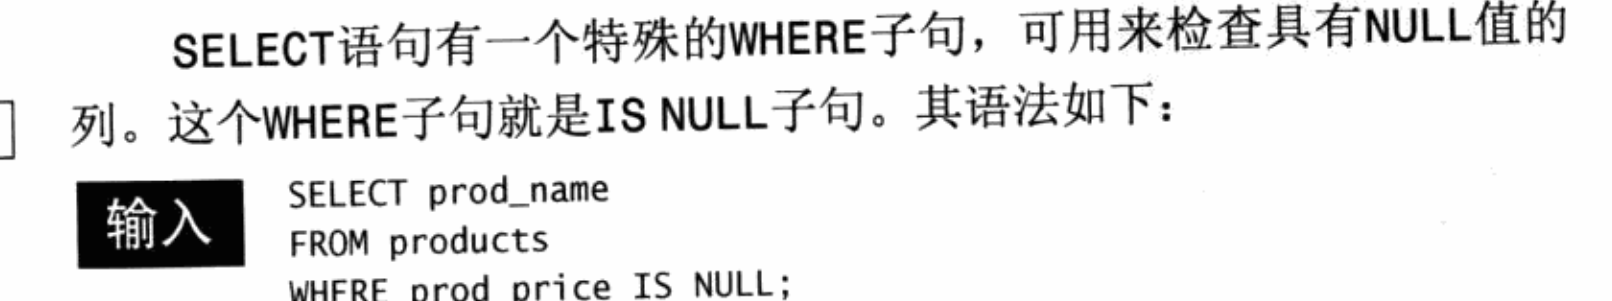 SELECT语句有一个特殊的WHERE子句，可用来检查具有NULL值的
列。这个WHERE子句就是IS NULL子句。其语法如下：
输入
SELECT prod_name
FROM products
WHERE prod_price IS NULL;